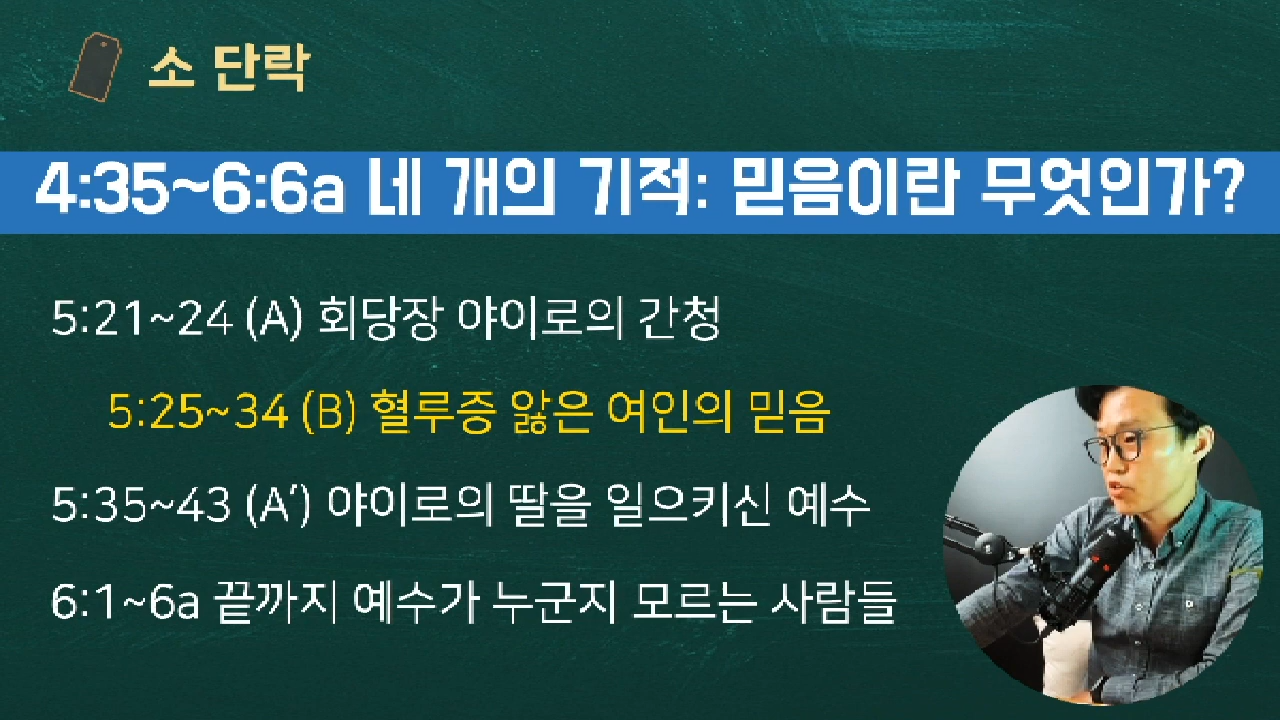 소 단락
4:35~6:6a 네 개의 기적: 믿음이란 무엇인가?
5:21~24 (A) 회당장 야이로의 간청
5:25~34 (B) 혈루증 앓은 여인의 믿음
5:35~43 (A′) 야이로의 딸을 일으키신 예수
6:1~6a 끝까지 예수가 누군지 모르는 사람들